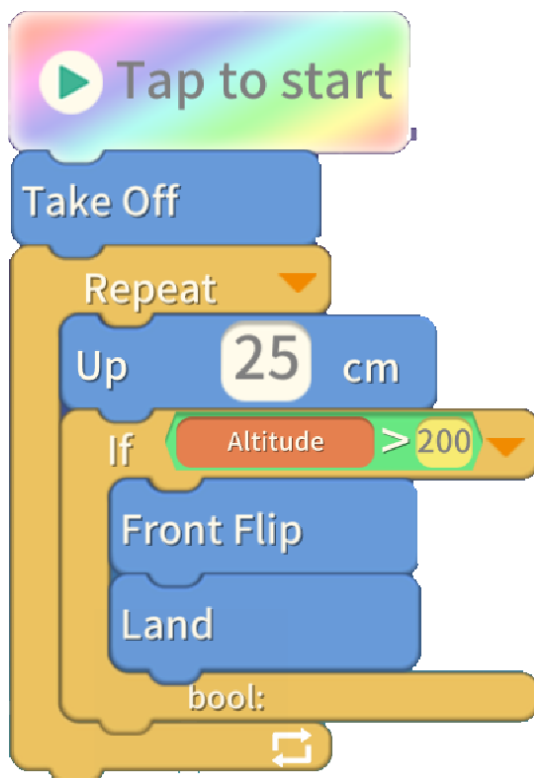 Tap to start
Take Off
Repeat
Up 25 cm
If Altitude > 200
Front Flip
Land
bool: